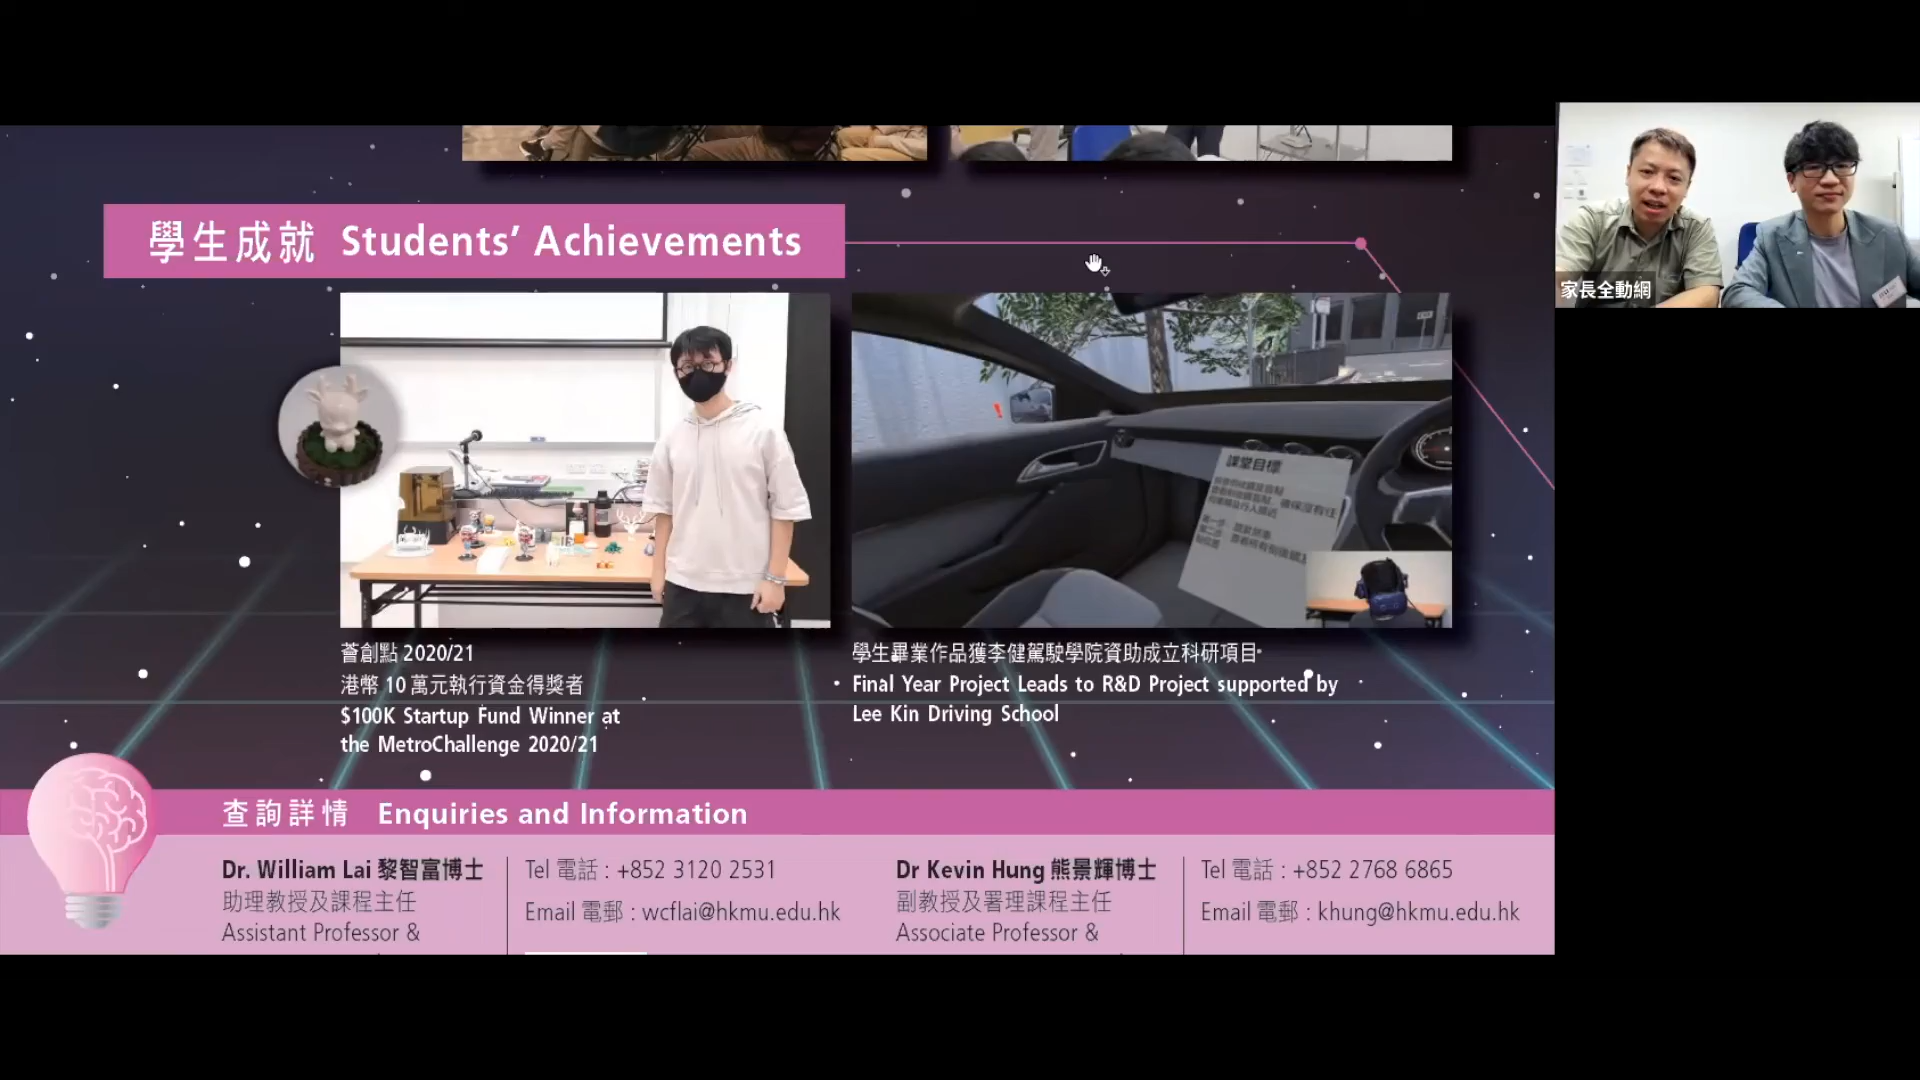 學生成就 Students’ Achievements
家長全動網
課堂目標
薈創點 2020/21
港幣 10 萬元執行資金得獎者
$100K Startup Fund Winner at
the MetroChallenge 2020/21
學生畢業作品獲李健駕駛學院資助成立科研項目
Final Year Project Leads to R&D Project supported by
Lee Kin Driving School
查詢詳情 Enquiries and Information
Dr. William Lai 黎智富博士
助理教授及課程主任
Assistant Professor &
Tel 電話 : +852 3120 2531
Email 電郵 : wcflai@hkmu.edu.hk
Dr Kevin Hung 熊景輝博士
副教授及署理課程主任
Associate Professor &
Tel 電話 : +852 2768 6865
Email 電郵 : khung@hkmu.edu.hk